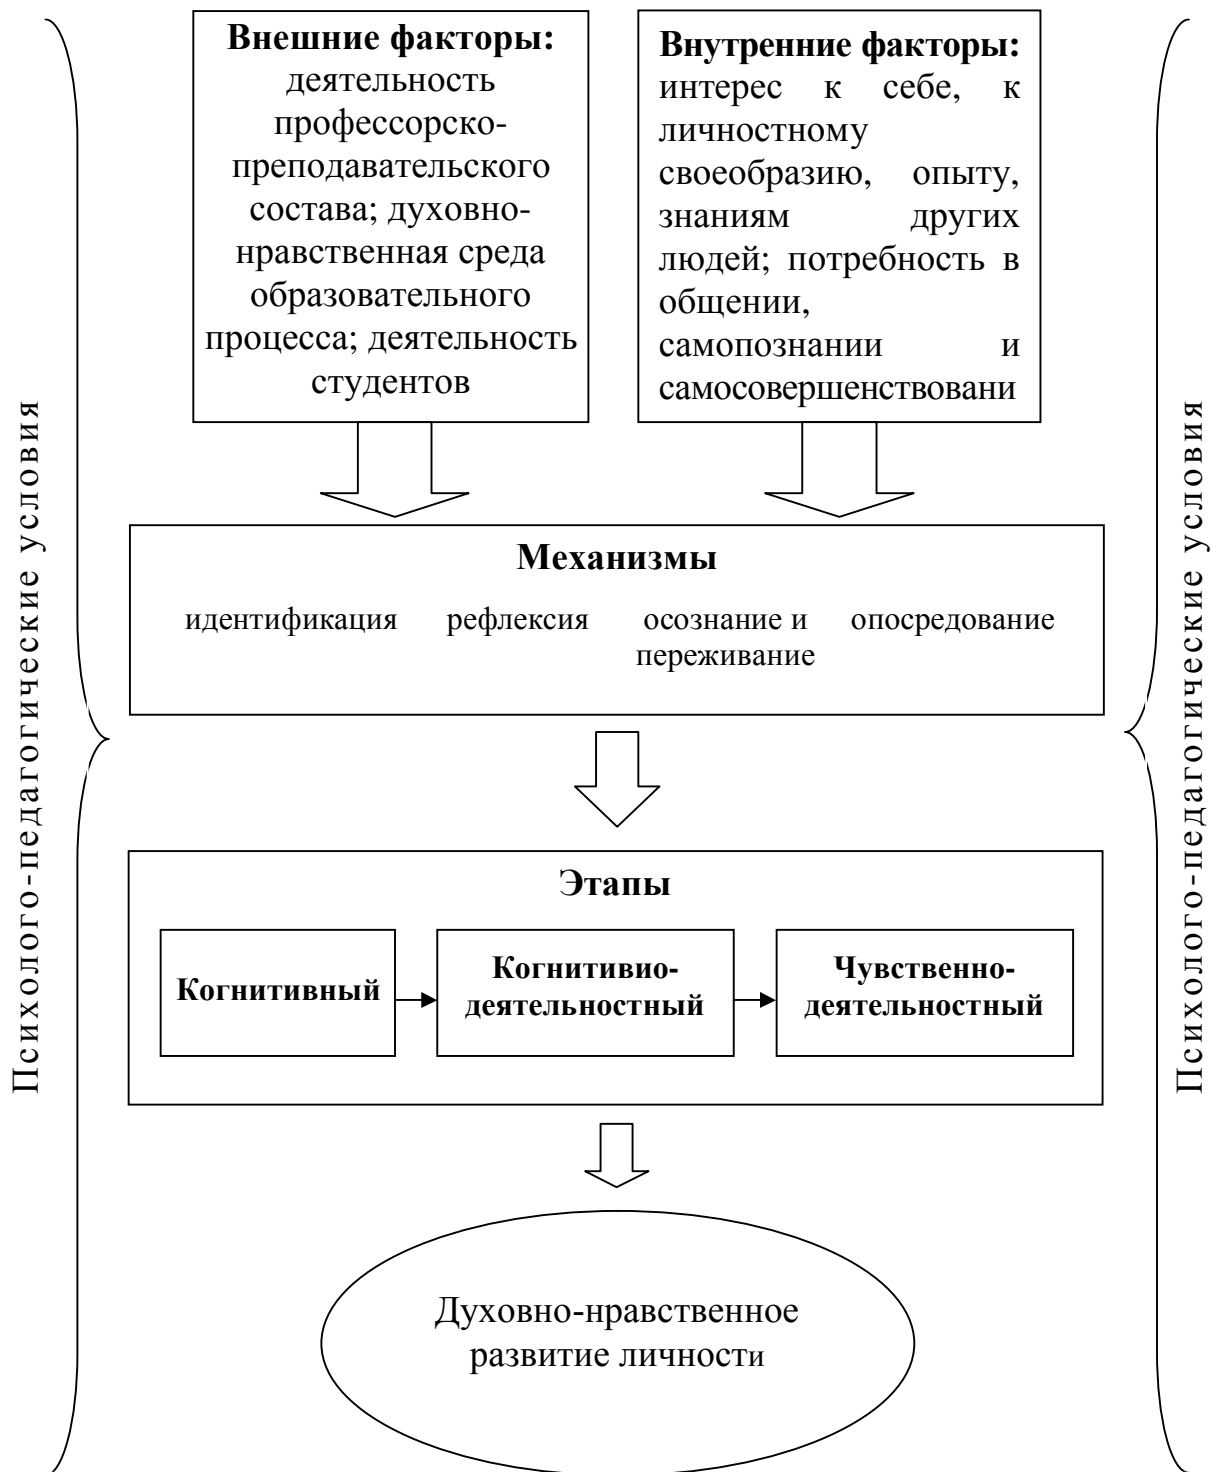 Психолого-педагогические условия
Внешние факторы:
деятельность
профессорско-
преподавательского
состава; духовно-
нравственная среда
образовательного
процесса; деятельность
студентов
Внутренние факторы:
интерес к себе, к
личностному
своеобразию, опыту,
знаниям других
людей; потребность в
общении,
самопознании и
самосовершенствовани
Механизмы
идентификация рефлексия осознание и опосредование
переживание
Этапы
Когнитивный
Когнитивио-
деятельностный
Чувственно-
деятельностный
Духовно-нравственное
развитие личности
Психолого-педагогические условия